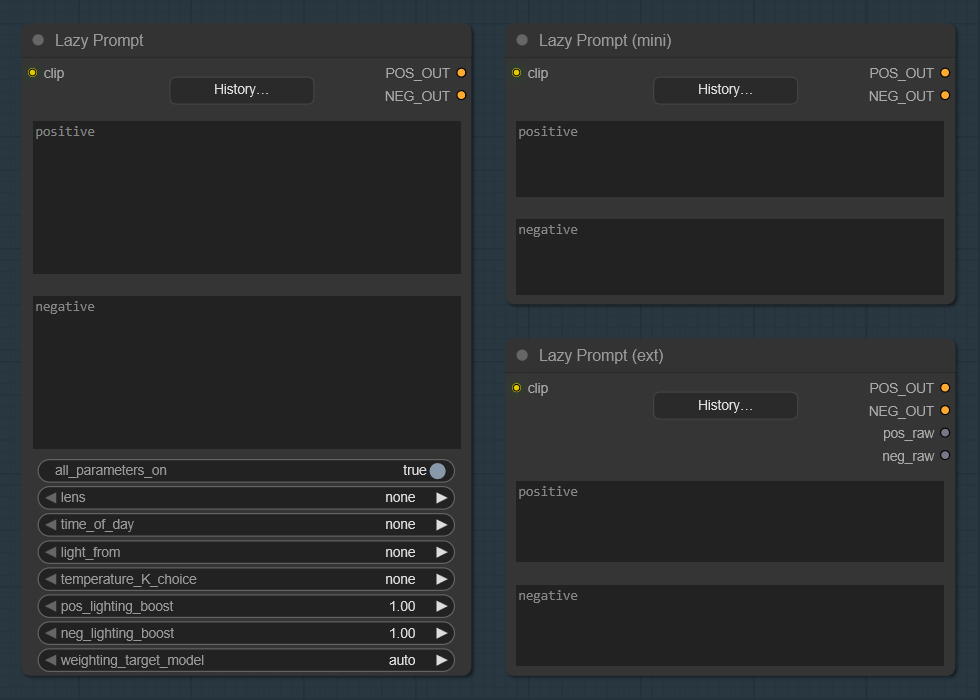 Lazy Prompt
clip
History…
POS_OUT
NEG_OUT
positive
negative
all_parameters_on true
lens none
time_of_day none
light_from none
temperature_K_choice none
pos_lighting_boost 1.00
neg_lighting_boost 1.00
weighting_target_model auto
Lazy Prompt (mini)
clip
History…
POS_OUT
NEG_OUT
positive
negative
Lazy Prompt (ext)
clip
History…
POS_OUT
NEG_OUT
pos_raw
neg_raw
positive
negative